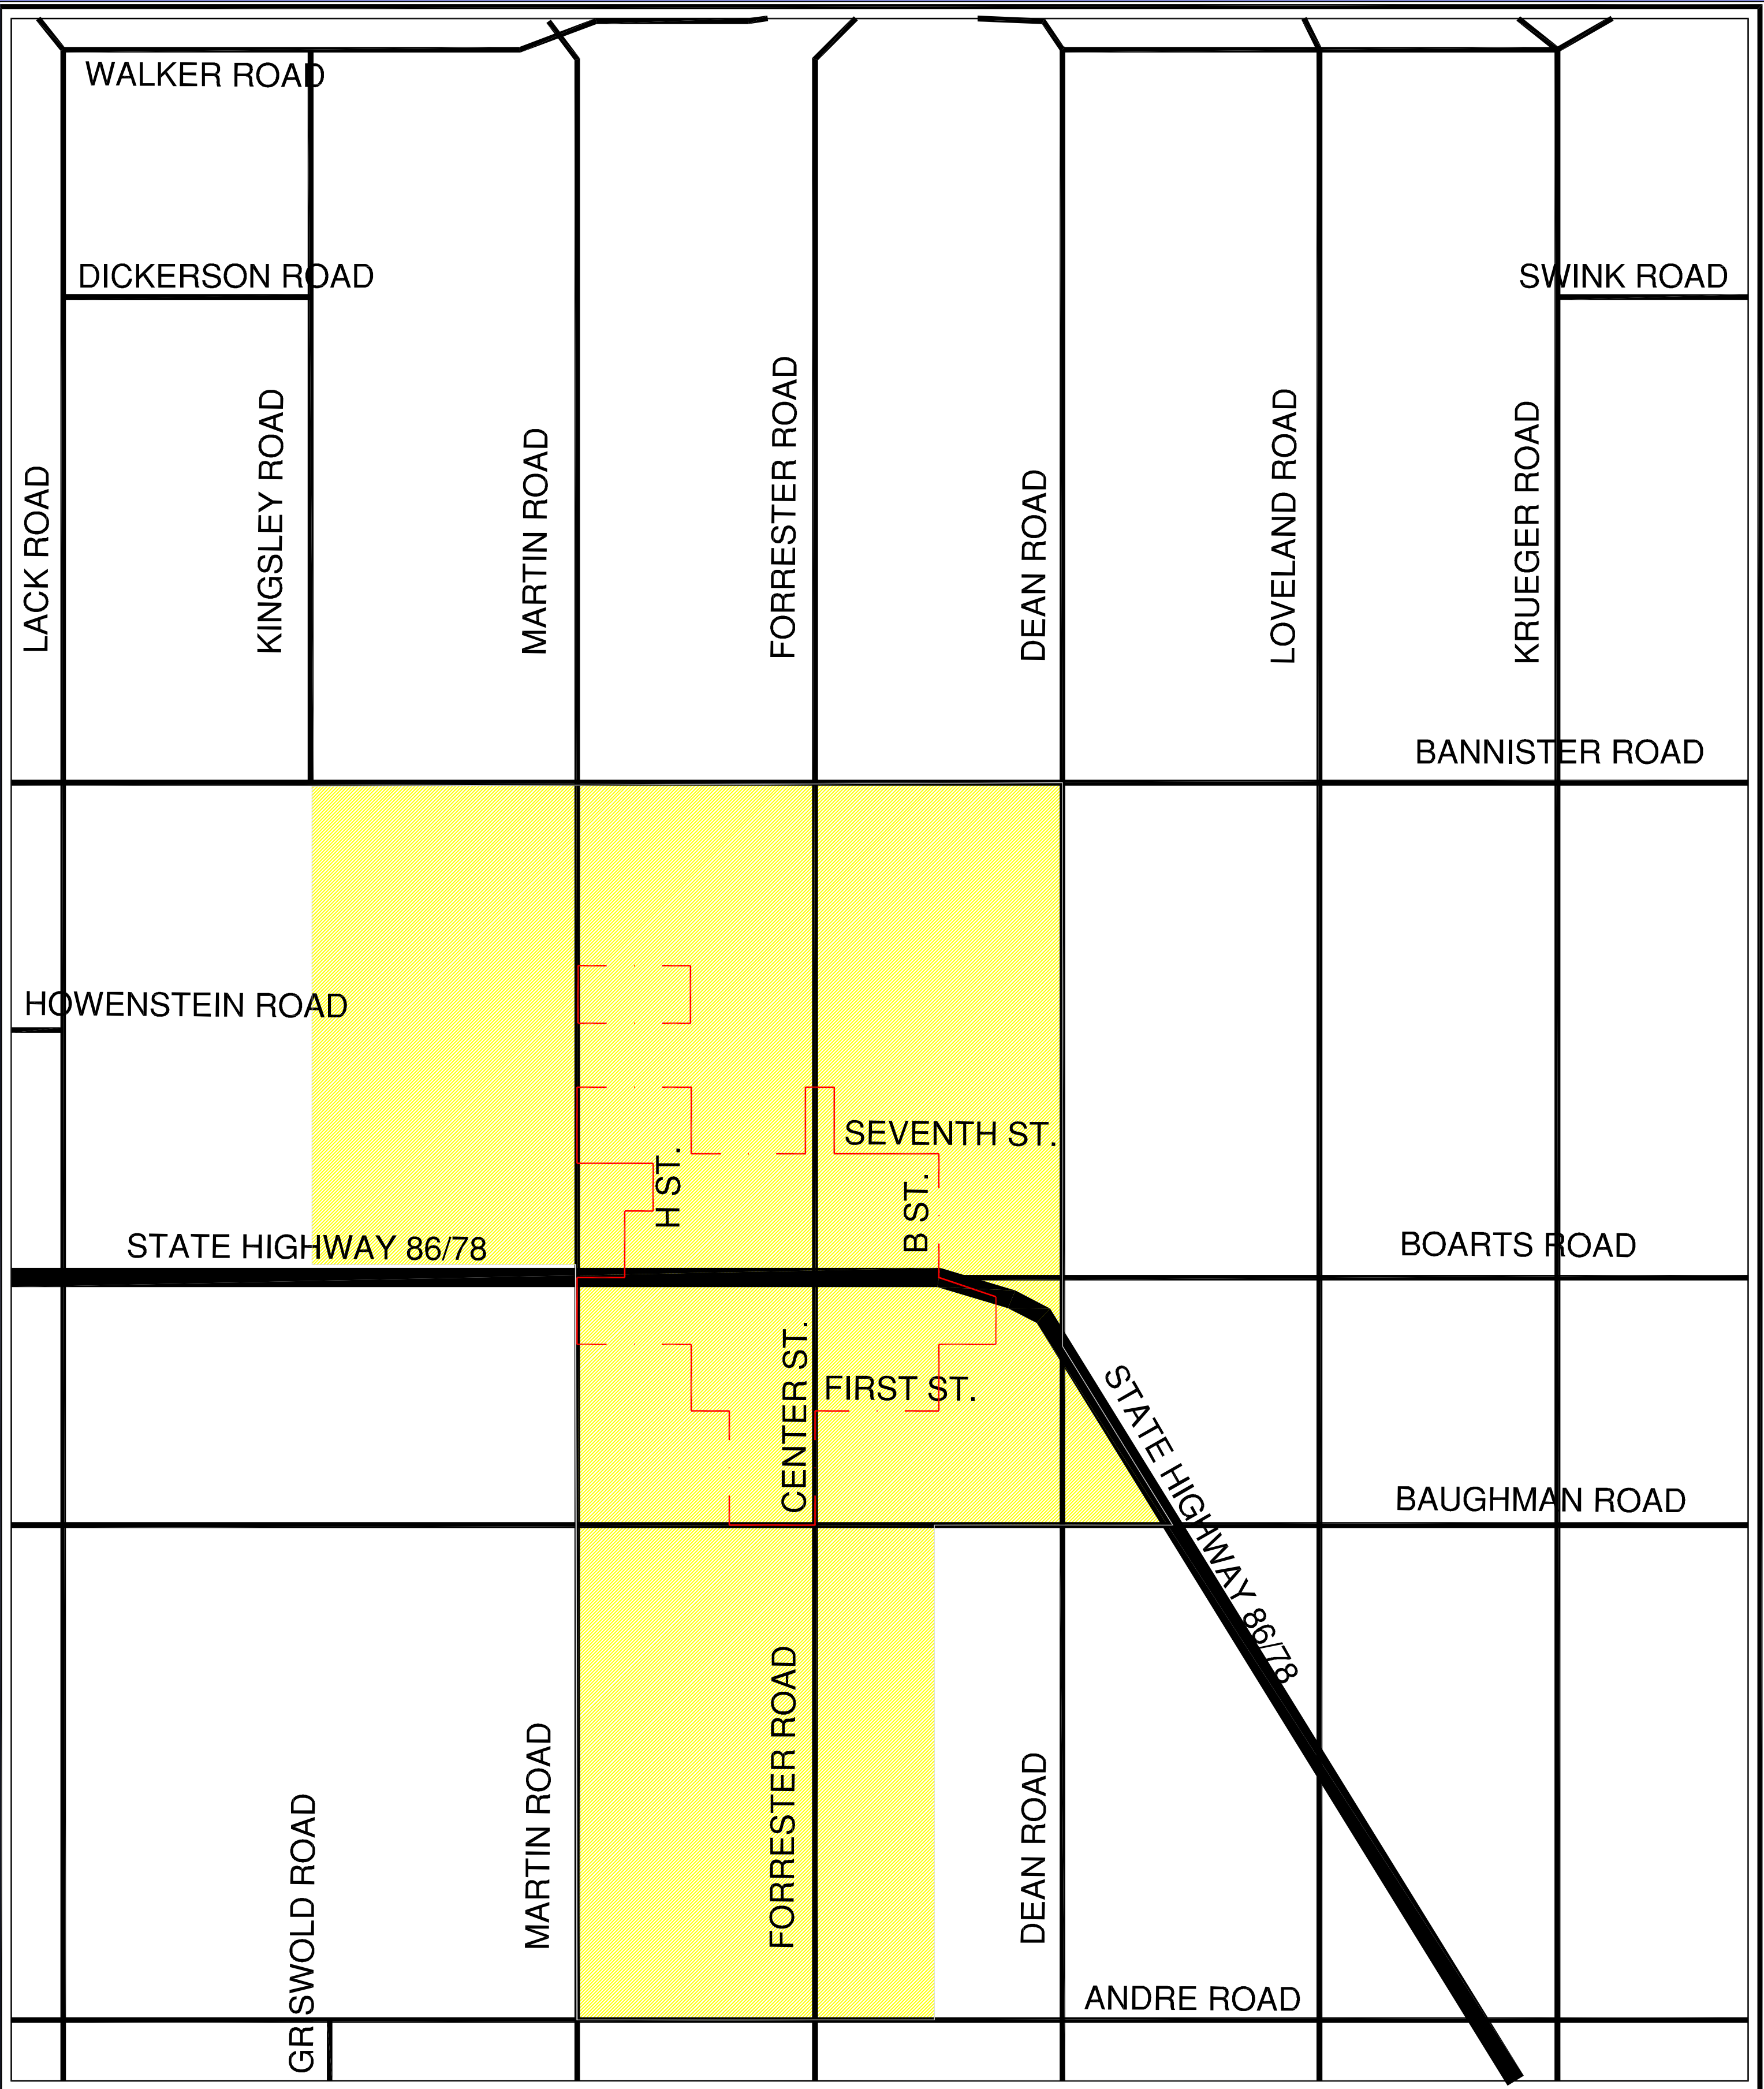 WALKER ROAD
DICKERSON ROAD
SWINK ROAD
LACK ROAD
KINGSLEY ROAD
MARTIN ROAD
FORRESTER ROAD
DEAN ROAD
LOVELAND ROAD
KRUEGER ROAD
BANNISTER ROAD
HOWENSTEIN ROAD
SEVENTH ST.
H ST.
B ST.
STATE HIGHWAY 86/78
BOARTS ROAD
CENTER ST.
FIRST ST.
STATE HIGHWAY 86/78
BAUGHMAN ROAD
GRISWOLD ROAD
MARTIN ROAD
FORRESTER ROAD
DEAN ROAD
ANDRE ROAD